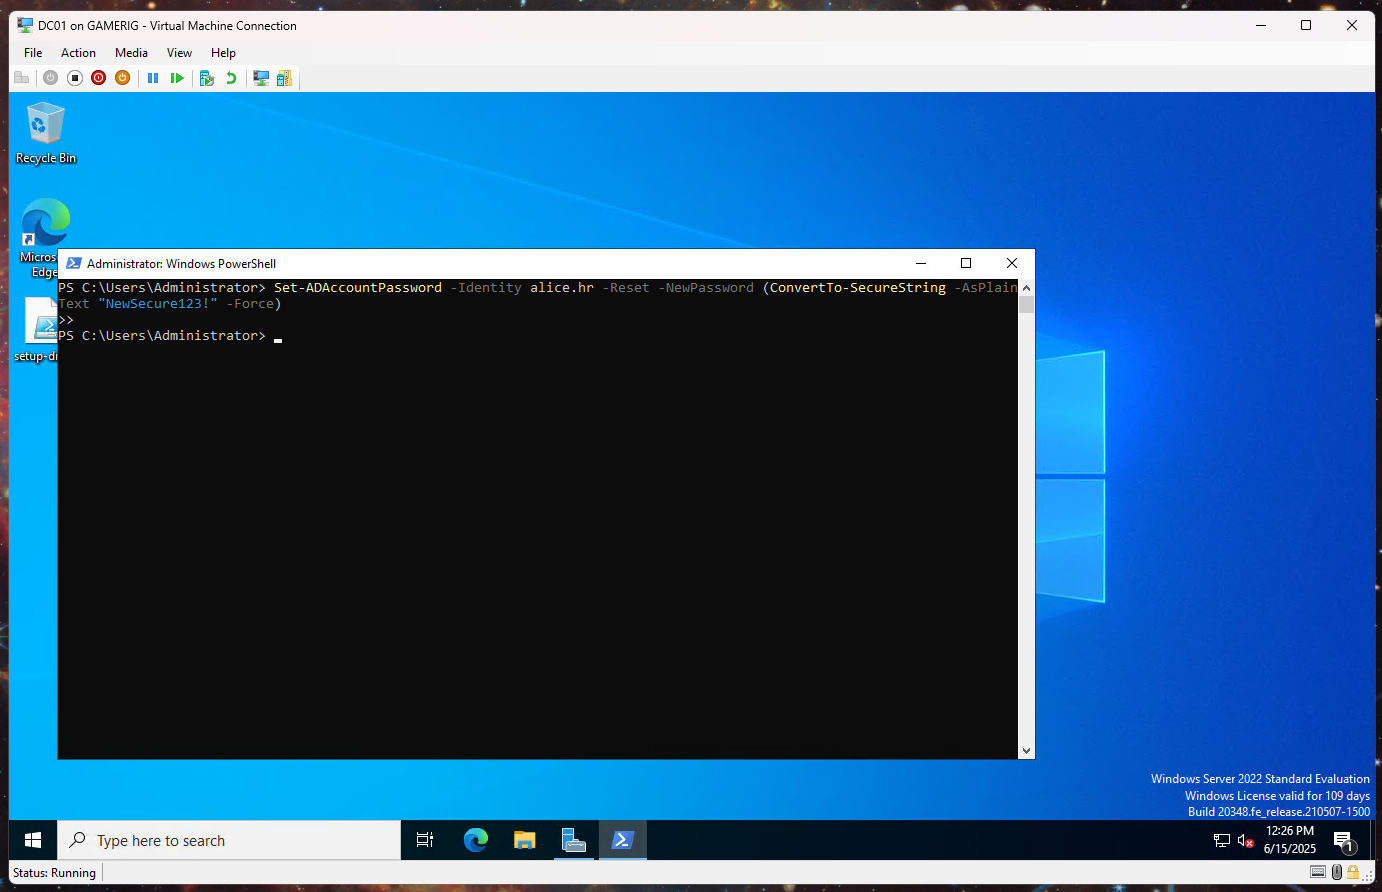 DC01 on GAMERIG - Virtual Machine Connection
File Action Media View Help
Recycle Bin
Micros
Edge
setup-d
Administrator: Windows PowerShell
PS C:\Users\Administrator> Set-ADAccountPassword -Identity alice.hr -Reset -NewPassword (ConvertTo-SecureString -AsPlain
Text "NewSecure123!" -Force)
>>
PS C:\Users\Administrator>
Windows Server 2022 Standard Evaluation
Windows License valid for 109 days
Build 20348.fe_release.210507-1500
Type here to search
12:26 PM
6/15/2025
1
Status: Running